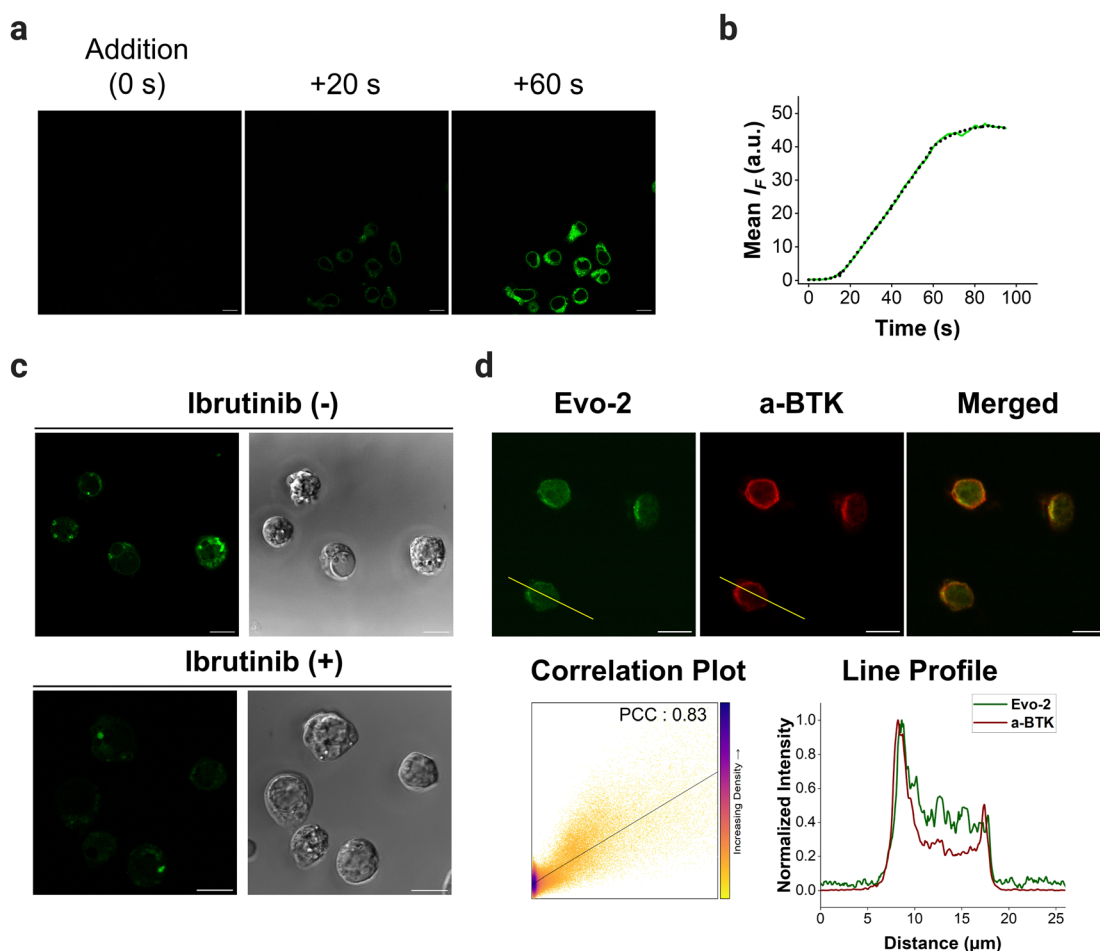 a
Addition
(0 s)
+20 s
+60 s
b
Mean I_F (a.u.)
50
40
30
20
10
0
0 20 40 60 80 100
Time (s)
c
Ibrutinib (-)
Ibrutinib (+)
d
Evo-2
a-BTK
Merged
Correlation Plot
PCC : 0.83
Increasing Density →
Line Profile
Evo-2
a-BTK
Normalized Intensity
1.0
0.8
0.6
0.4
0.2
0.0
0 5 10 15 20 25
Distance (µm)